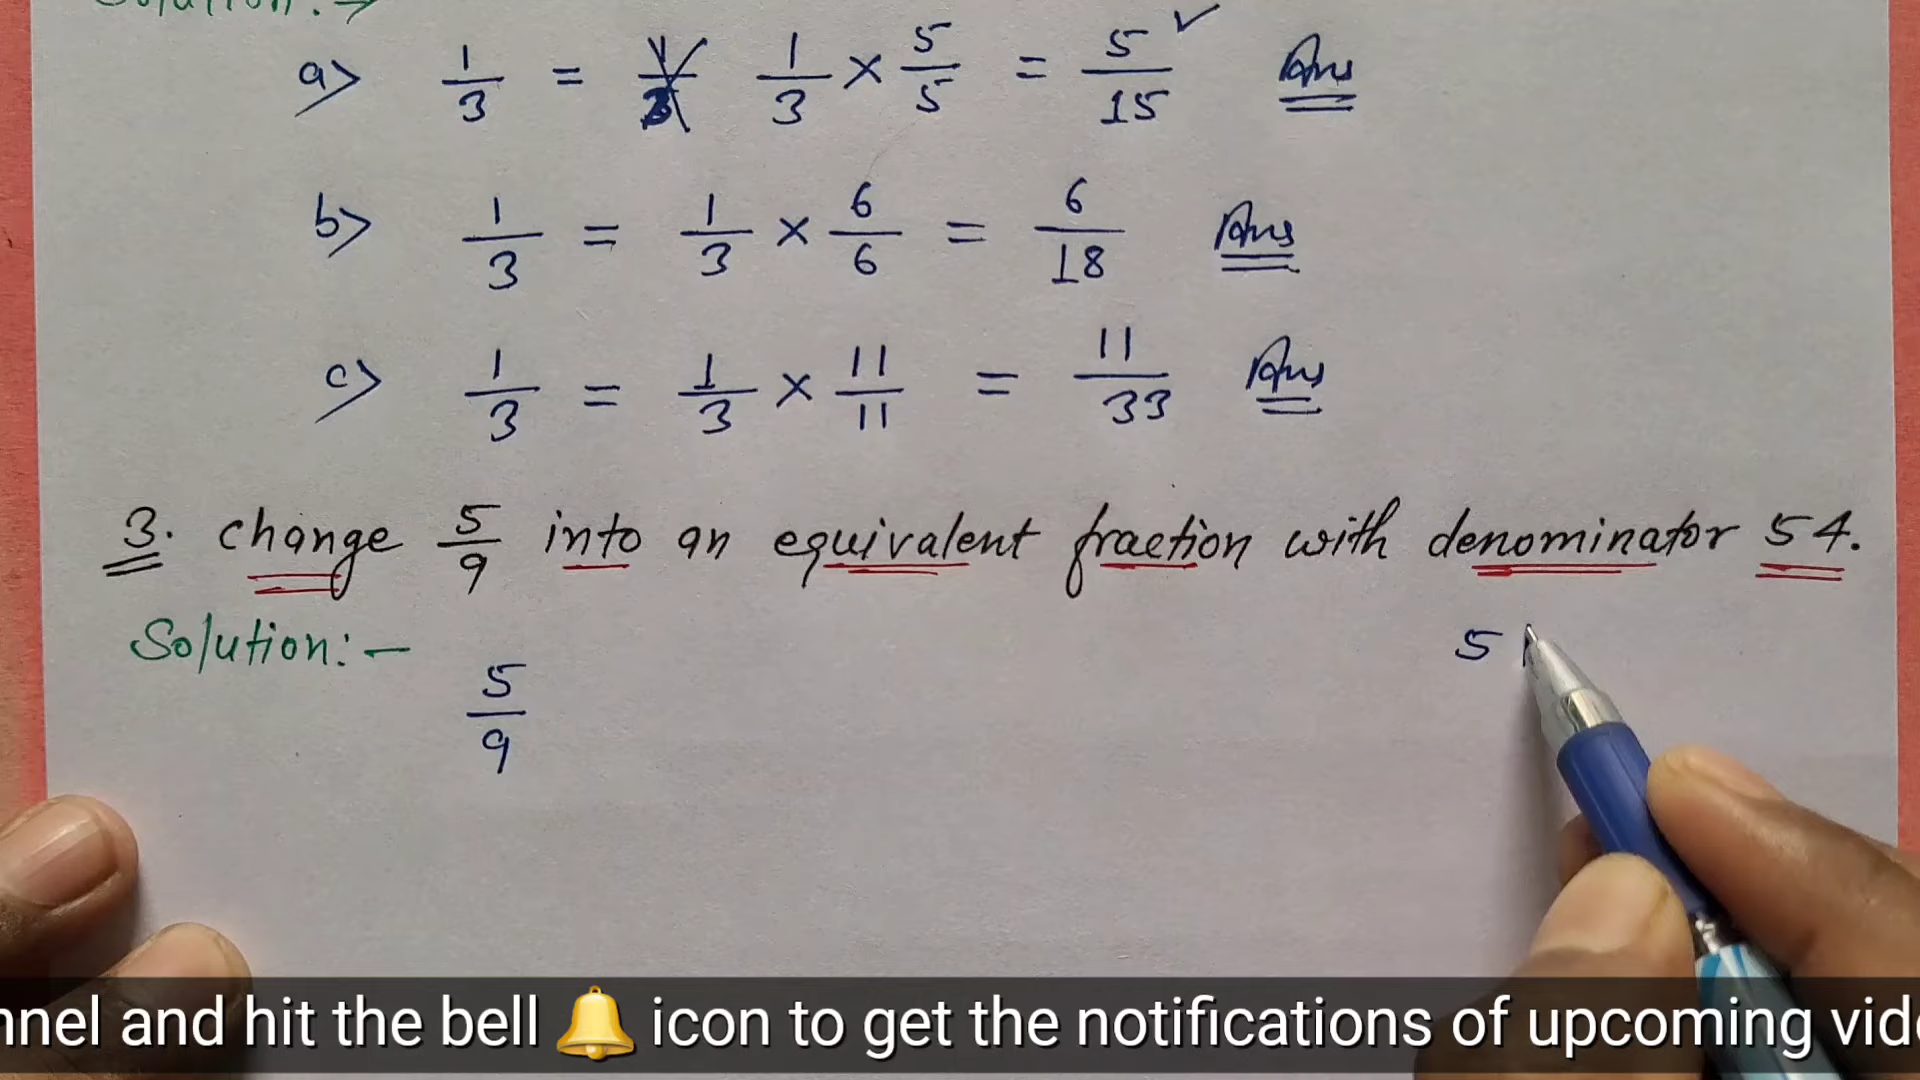 Solution:→
a> 1/3 = 1/3 × 5/5 = 5/15 ✓ Ans
b> 1/3 = 1/3 × 6/6 = 6/18 Ans
c> 1/3 = 1/3 × 11/11 = 11/33 Ans
3. change 5/9 into an equivalent fraction with denominator 54.
Solution:-
5
5/9
nnel and hit the bell 🔔 icon to get the notifications of upcoming vide